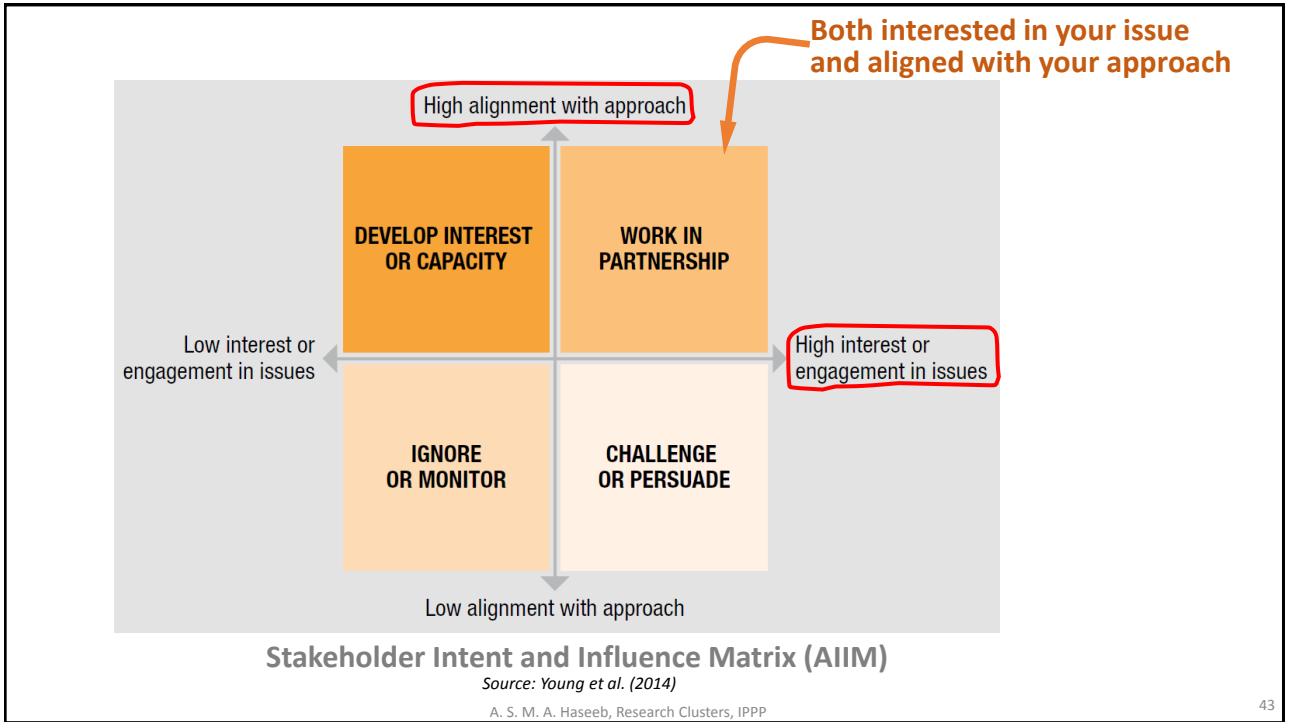 Both interested in your issue
and aligned with your approach
High alignment with approach
DEVELOP INTEREST
OR CAPACITY
WORK IN
PARTNERSHIP
Low interest or
engagement in issues
High interest or
engagement in issues
IGNORE
OR MONITOR
CHALLENGE
OR PERSUADE
Low alignment with approach
Stakeholder Intent and Influence Matrix (AIIM)
Source: Young et al. (2014)
A. S. M. A. Haseeb, Research Clusters, IPPP
43